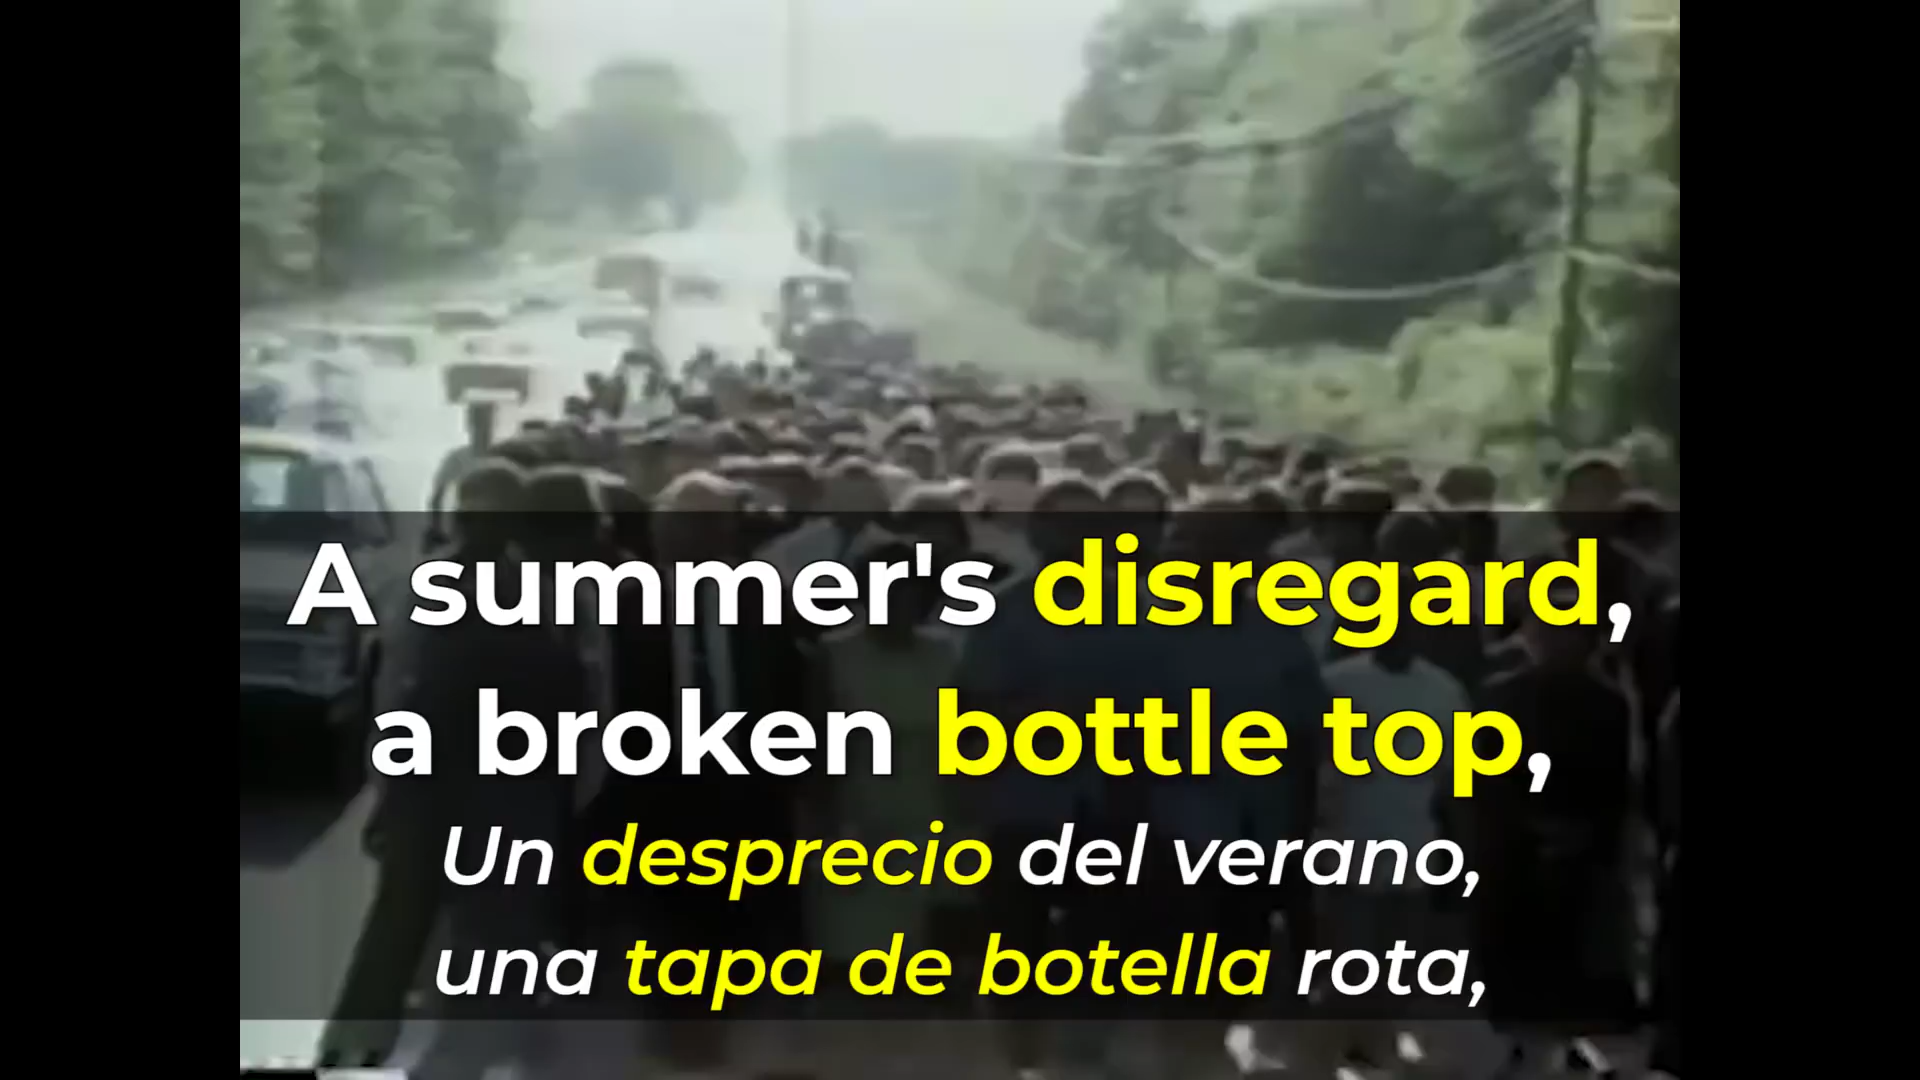 A summer's disregard,
a broken bottle top,
Un desprecio del verano,
una tapa de botella rota,